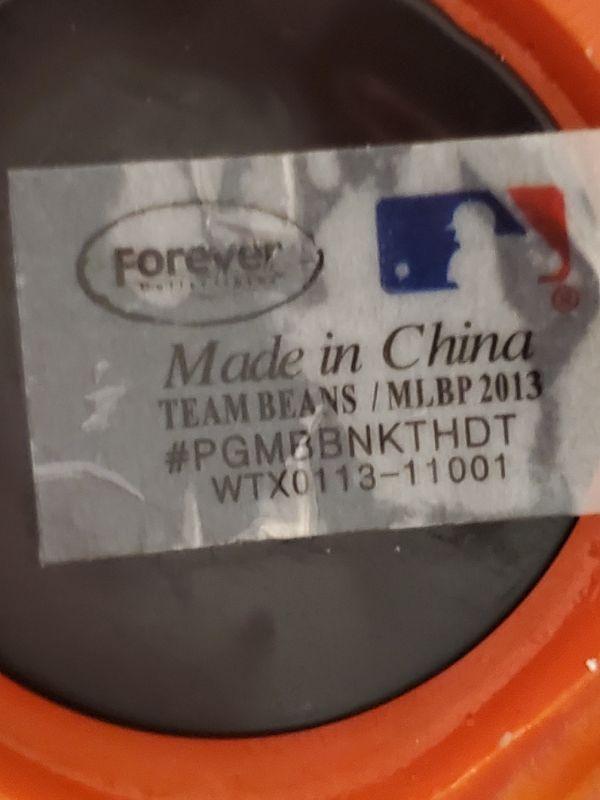 Forever
®
Made in China
TEAM BEANS / MLBP 2013
#PGMBBNKTHDT
WTX0113-11001